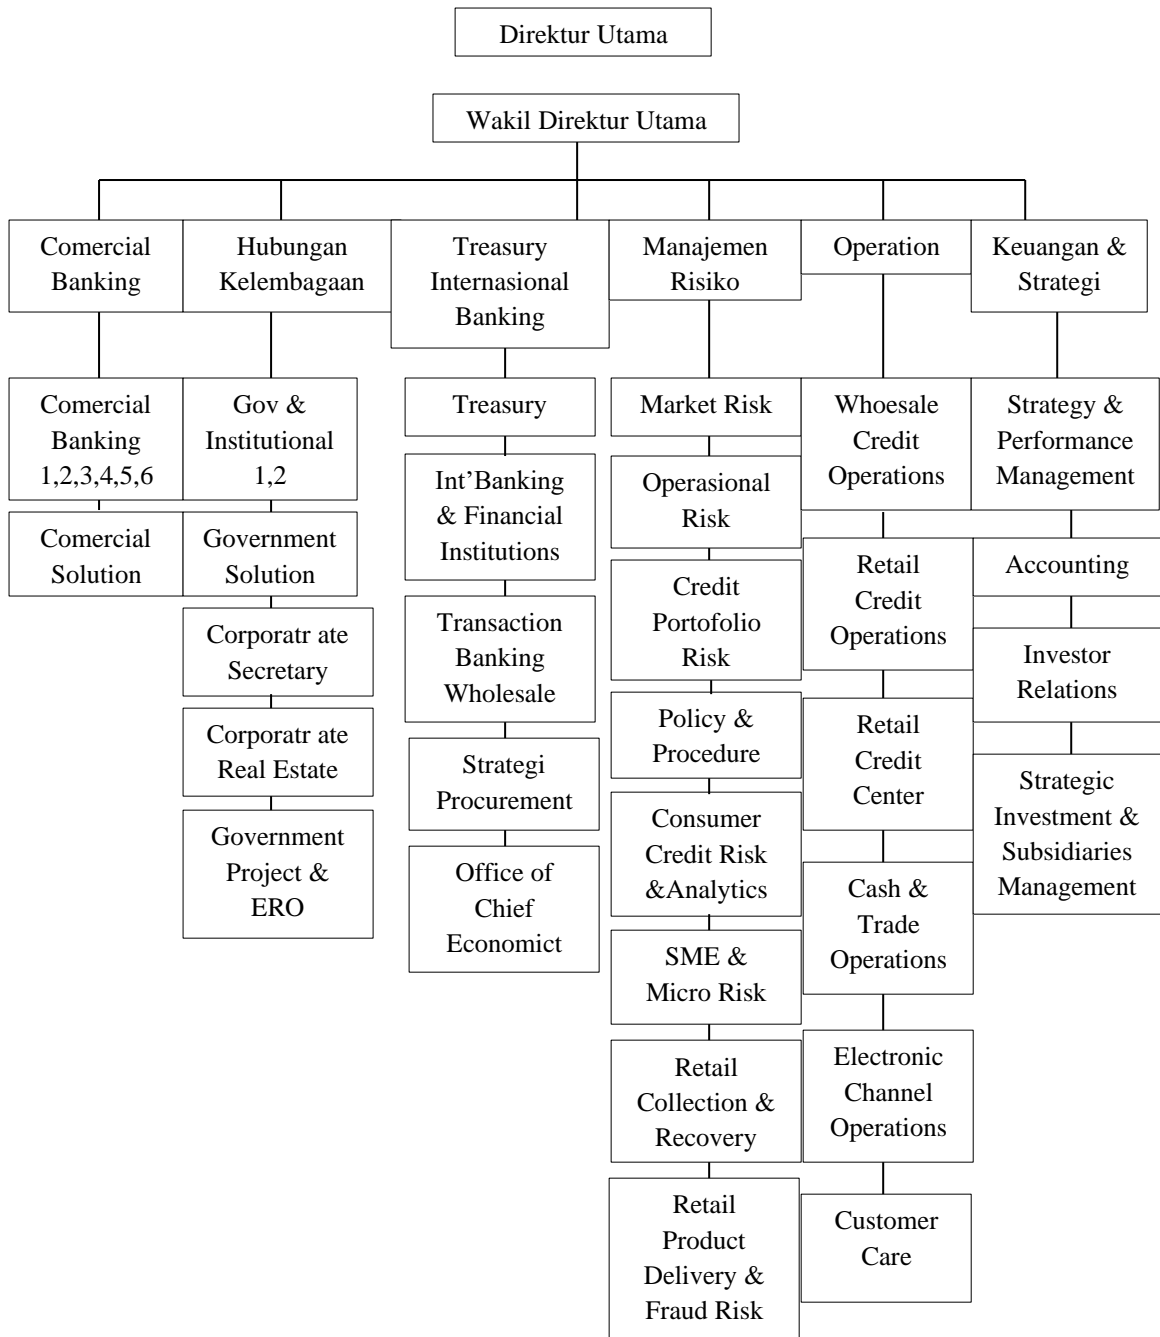 Direktur Utama
Wakil Direktur Utama
Comercial
Banking
Hubungan
Kelembagaan
Treasury
Internasional
Banking
Manajemen
Risiko
Operation
Keuangan &
Strategi
Comercial
Banking
1,2,3,4,5,6
Comercial
Solution
Gov &
Institutional
1,2
Government
Solution
Corporatr ate
Secretary
Corporatr ate
Real Estate
Government
Project &
ERO
Treasury
Int’Banking
& Financial
Institutions
Transaction
Banking
Wholesale
Strategi
Procurement
Office of
Chief
Economict
Market Risk
Operasional
Risk
Credit
Portofolio
Risk
Policy &
Procedure
Consumer
Credit Risk
&Analytics
SME &
Micro Risk
Retail
Collection &
Recovery
Retail
Product
Delivery &
Fraud Risk
Whoesale
Credit
Operations
Retail
Credit
Operations
Retail
Credit
Center
Cash &
Trade
Operations
Electronic
Channel
Operations
Customer
Care
Strategy &
Performance
Management
Accounting
Investor
Relations
Strategic
Investment &
Subsidiaries
Management